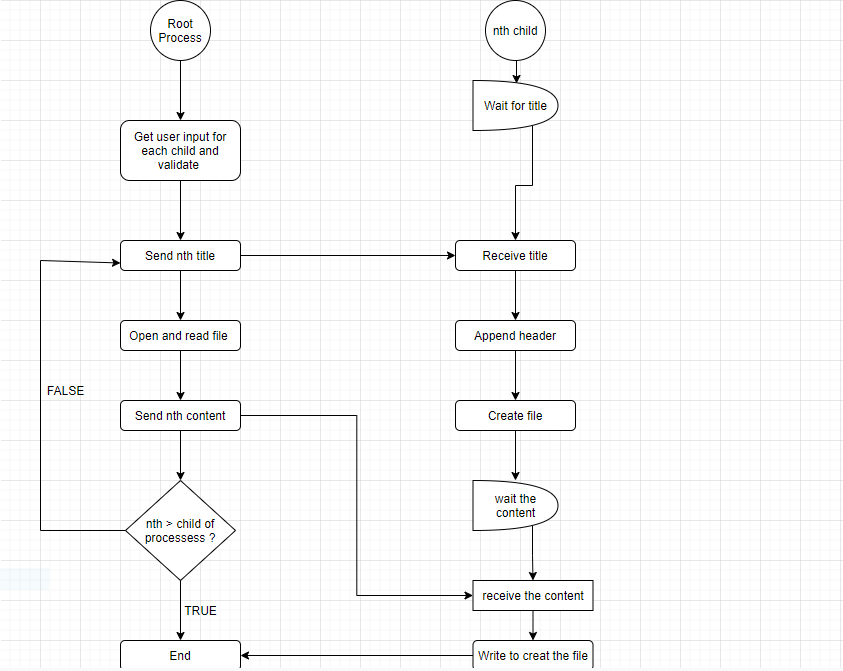 Root
Process
nth child
Wait for title
Get user input for
each child and
validate
Send nth title
Receive title
Open and read file
Append header
FALSE
Send nth content
Create file
wait the
content
nth > child of
processess ?
receive the content
TRUE
End
Write to creat the file